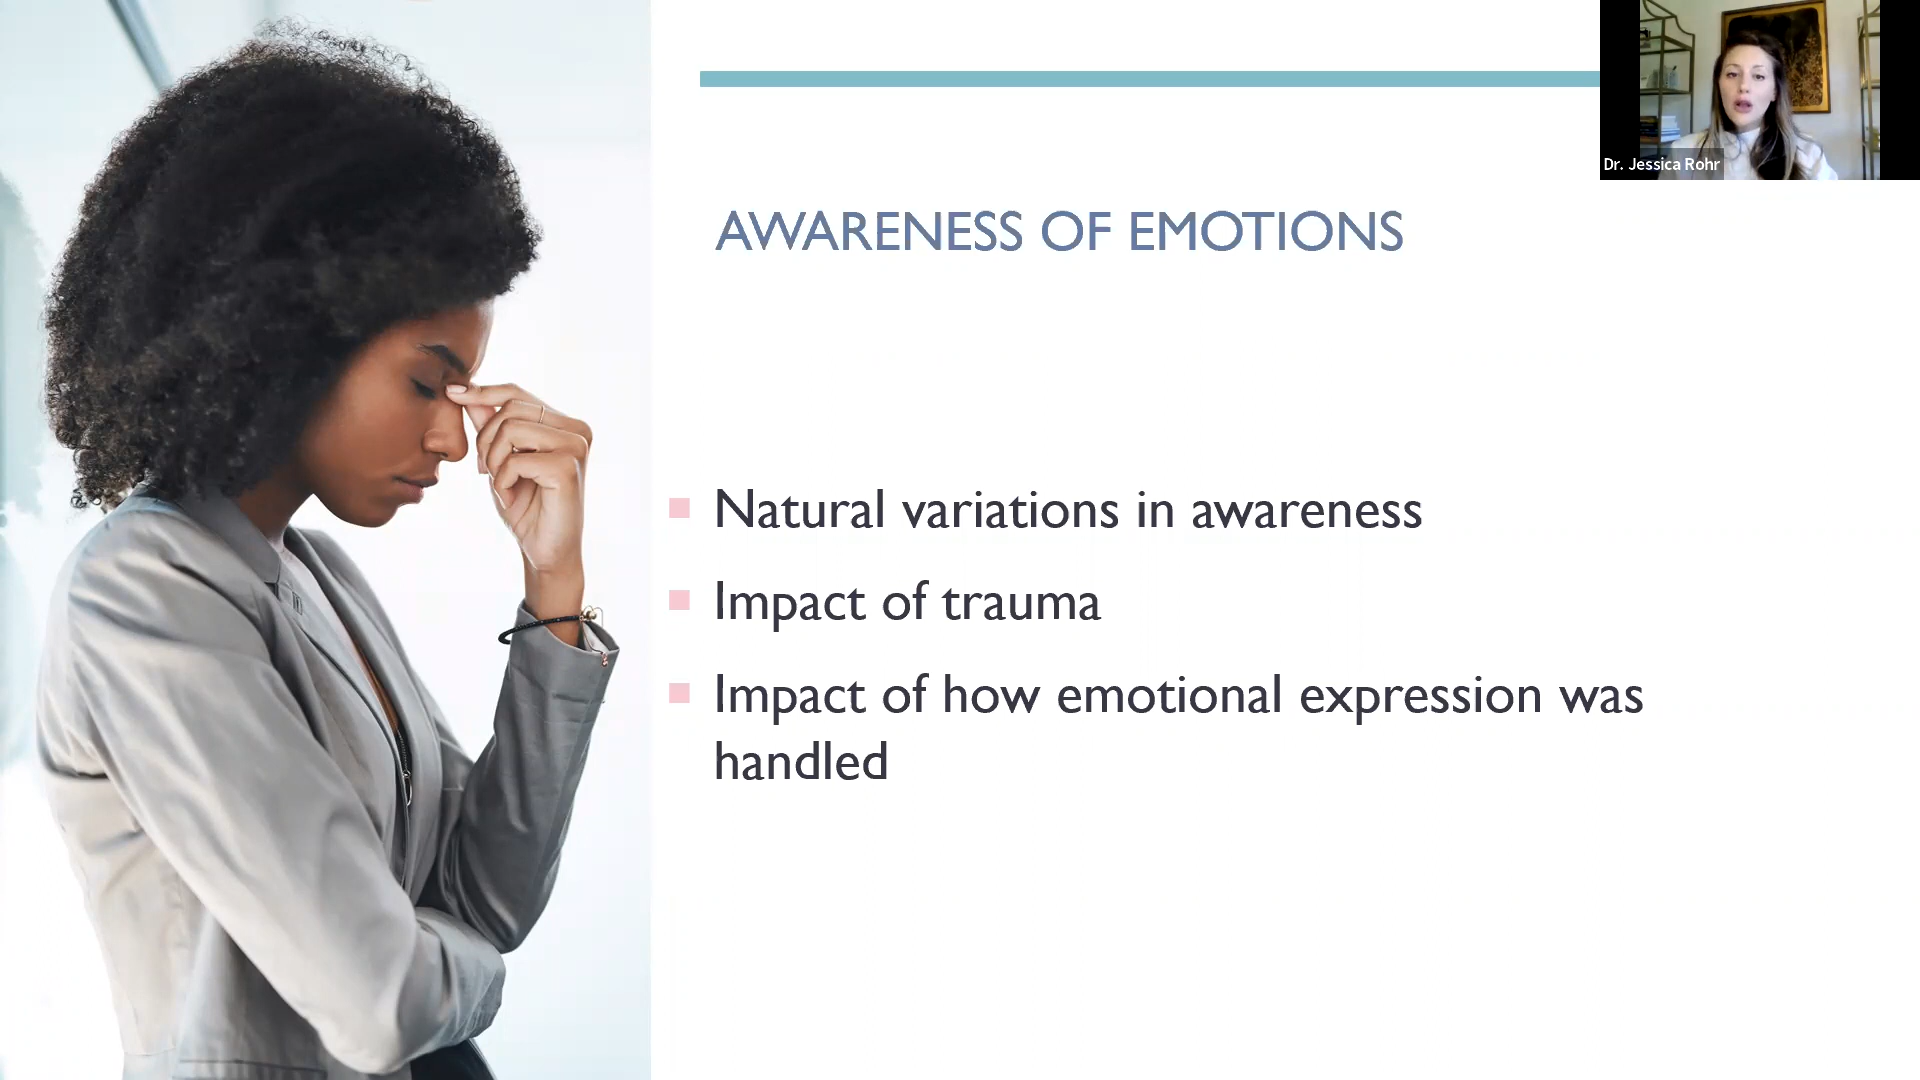 Dr. Jessica Rohr
AWARENESS OF EMOTIONS
Natural variations in awareness
Impact of trauma
Impact of how emotional expression was
handled